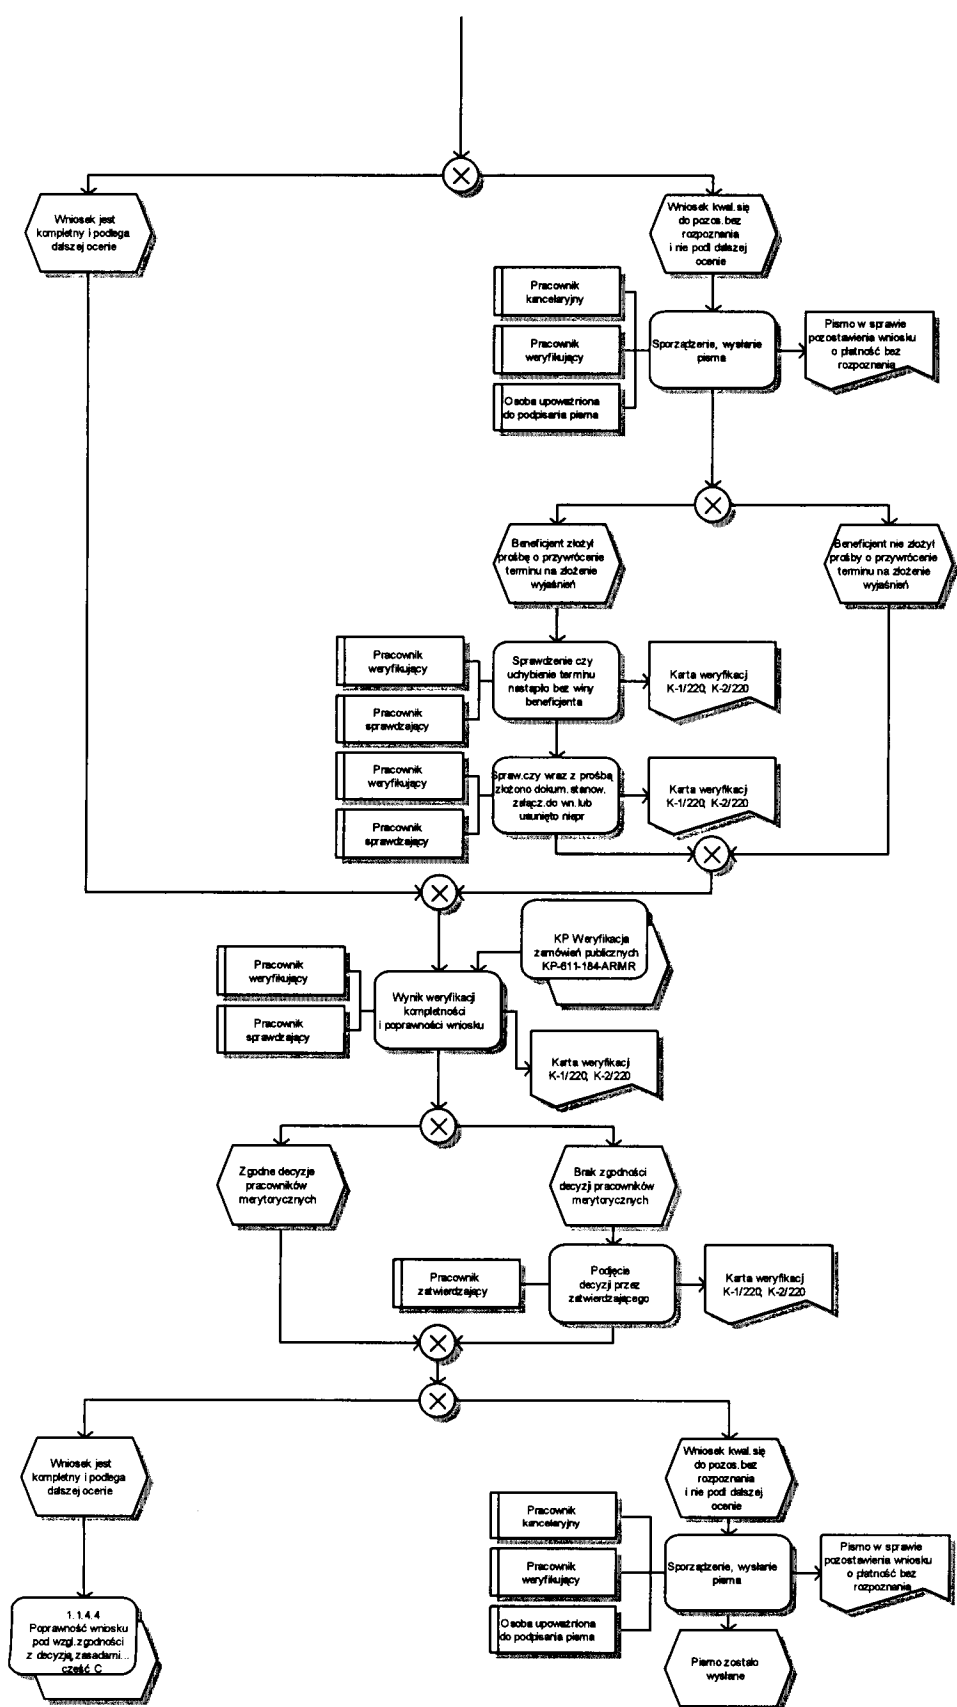 Wniosek jest
kompletny i podlega
dalszej ocenie
Wniosek kwal.się
do pozos.bez
rozpoznania
i nie podl dalszej
ocenie
Pracownik
kancelaryjny
Pracownik
weryfikujący
Osoba upoważniona
do podpisania pisma
Sporządzenie, wysłanie
pisma
Pismo w sprawie
pozostawienia wniosku
o płatność bez
rozpoznania
Beneficjent złożył
prośbę o przywrócenie
terminu na złożenie
wyjaśnień
Beneficjent nie złożył
prośby o przywrócenie
terminu na złożenie
wyjaśnień
Pracownik
weryfikujący
Pracownik
sprawdzający
Sprawdzenie czy
uchybienie terminu
nastąpiło bez winy
beneficjenta
Karta weryfikacji
K-1/220, K-2/220
Pracownik
weryfikujący
Pracownik
sprawdzający
Spraw.czy wraz z prośbą
złożono dokum.stanow.
załącz.do wn.lub
usunięto niepr
Karta weryfikacji
K-1/220, K-2/220
KP Weryfikacja
zamówień publicznych
KP-611-184-ARMR
Pracownik
weryfikujący
Pracownik
sprawdzający
Wynik weryfikacji
kompletności
i poprawności wniosku
Karta weryfikacji
K-1/220, K-2/220
Zgodne decyzje
pracowników
merytorycznych
Brak zgodności
decyzji pracowników
merytorycznych
Pracownik
zatwierdzający
Podjęcie
decyzji przez
zatwierdzającego
Karta weryfikacji
K-1/220, K-2/220
Wniosek jest
kompletny i podlega
dalszej ocenie
Wniosek kwal.się
do pozos.bez
rozpoznania
i nie podl dalszej
ocenie
Pracownik
kancelaryjny
Pracownik
weryfikujący
Osoba upoważniona
do podpisania pisma
Sporządzenie, wysłanie
pisma
Pismo w sprawie
pozostawienia wniosku
o płatność bez
rozpoznania
1.1.4.4
Poprawność wniosku
pod wzgl.zgodności
z decyzją,zasadami...
cześć C
Pismo zostało
wysłane